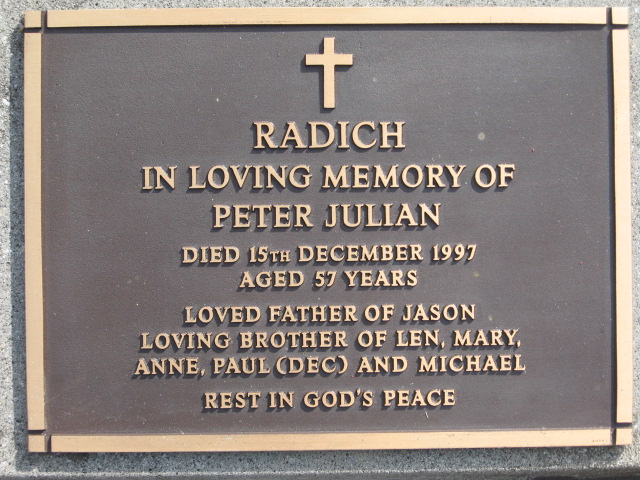 RADICH
IN LOVING MEMORY OF
PETER JULIAN
DIED 15TH DECEMBER 1997
AGED 57 YEARS
LOVED FATHER OF JASON
LOVING BROTHER OF LEN, MARY,
ANNE, PAUL (DEC) AND MICHAEL
REST IN GOD'S PEACE